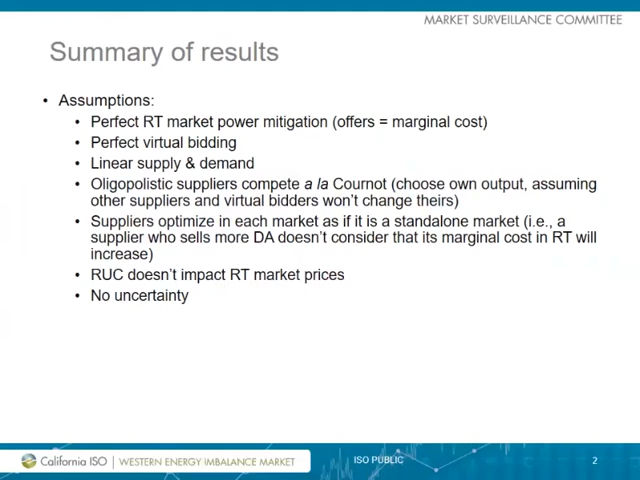 MARKET SURVEILLANCE COMMITTEE
Summary of results
• Assumptions:
• Perfect RT market power mitigation (offers = marginal cost)
• Perfect virtual bidding
• Linear supply & demand
• Oligopolistic suppliers compete a la Cournot (choose own output, assuming
other suppliers and virtual bidders won't change theirs)
• Suppliers optimize in each market as if it is a standalone market (i.e., a
supplier who sells more DA doesn't consider that its marginal cost in RT will
increase)
• RUC doesn't impact RT market prices
• No uncertainty
California ISO | WESTERN ENERGY IMBALANCE MARKET
ISO PUBLIC
2